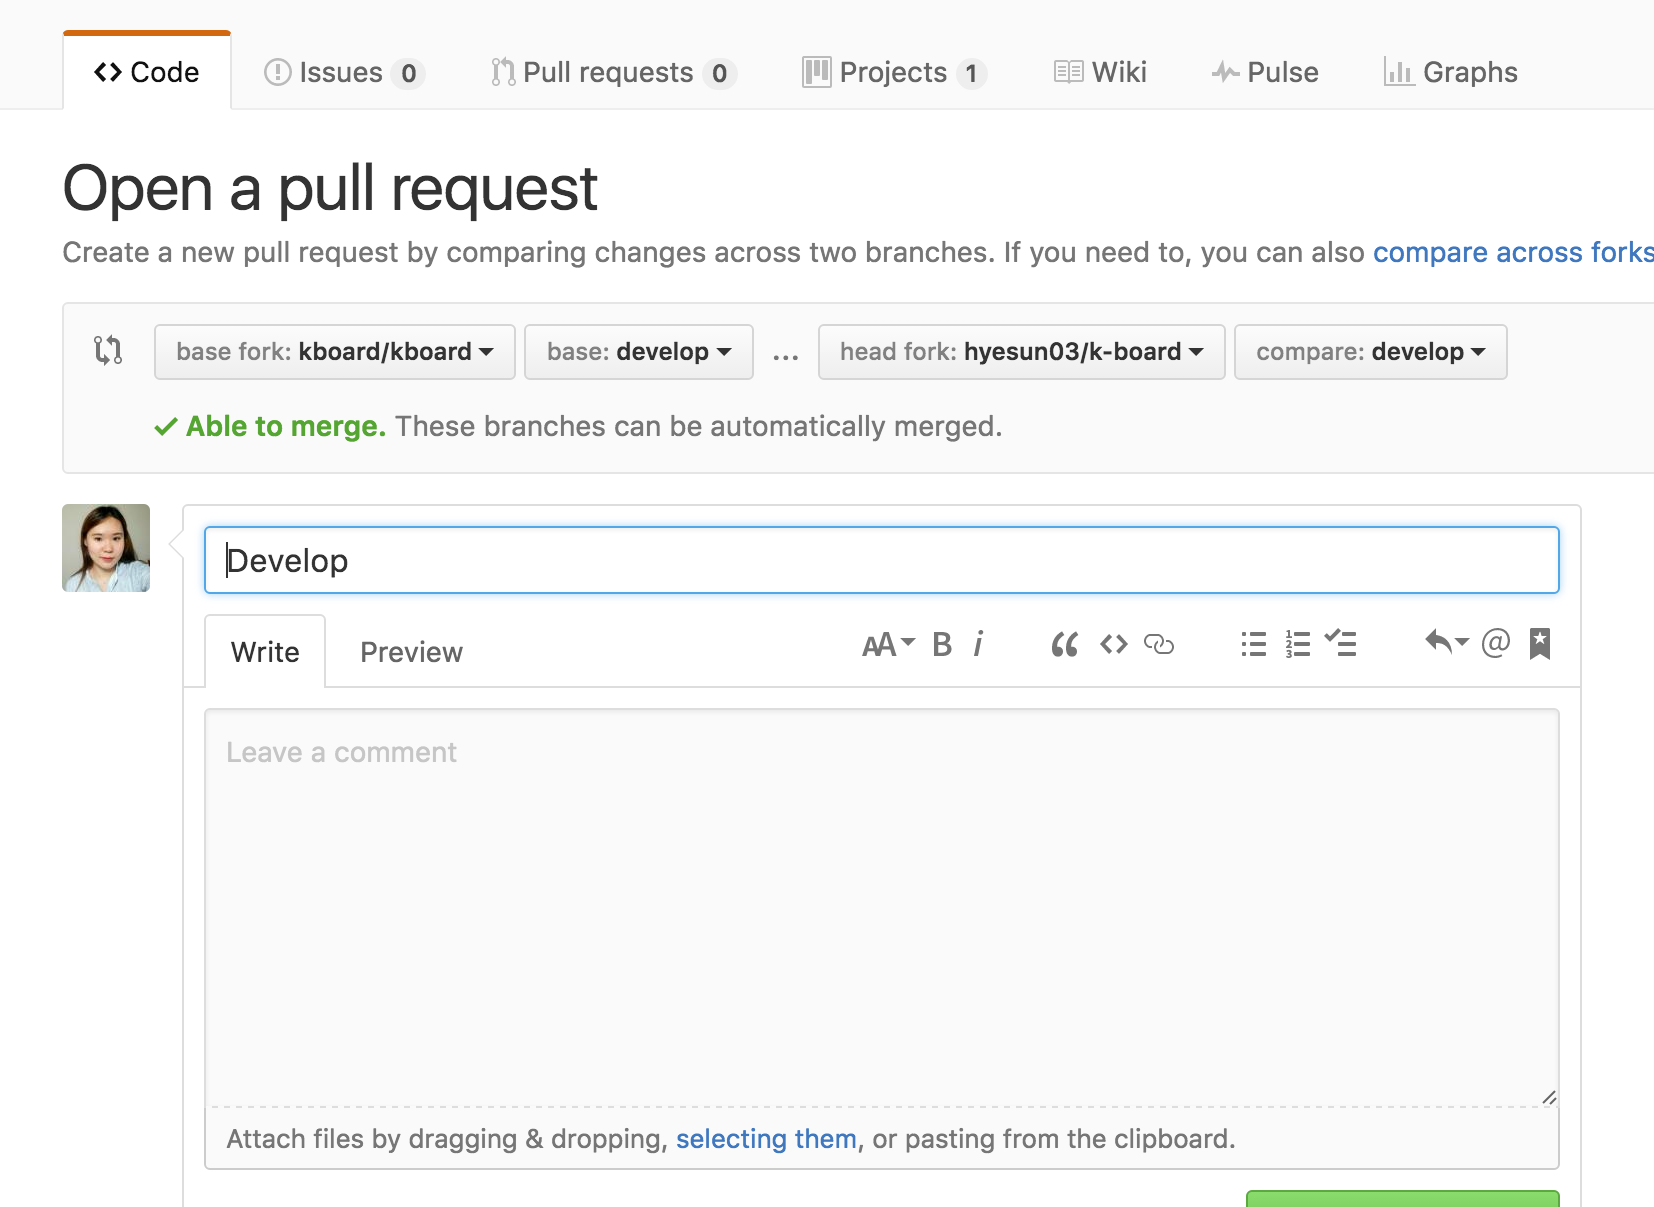 Code Issues 0 Pull requests 0 Projects 1 Wiki Pulse Graphs
Open a pull request
Create a new pull request by comparing changes across two branches. If you need to, you can also compare across forks
base fork: kboard/kboard base: develop ... head fork: hyesun03/k-board compare: develop
Able to merge. These branches can be automatically merged.
Develop
Write Preview AA B i
Leave a comment
Attach files by dragging & dropping, selecting them, or pasting from the clipboard.